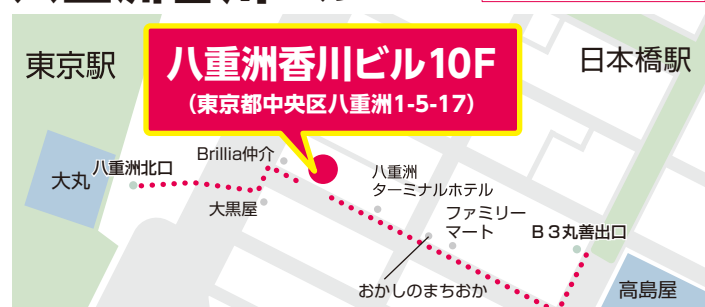 東京駅
八重洲香川ビル10F
(東京都中央区八重洲1-5-17)
日本橋駅
大丸
八重洲北口
Brillia仲介
大黒屋
八重洲
ターミナルホテル
ファミリー
マート
B3丸善出口
おかしのまちおか
高島屋